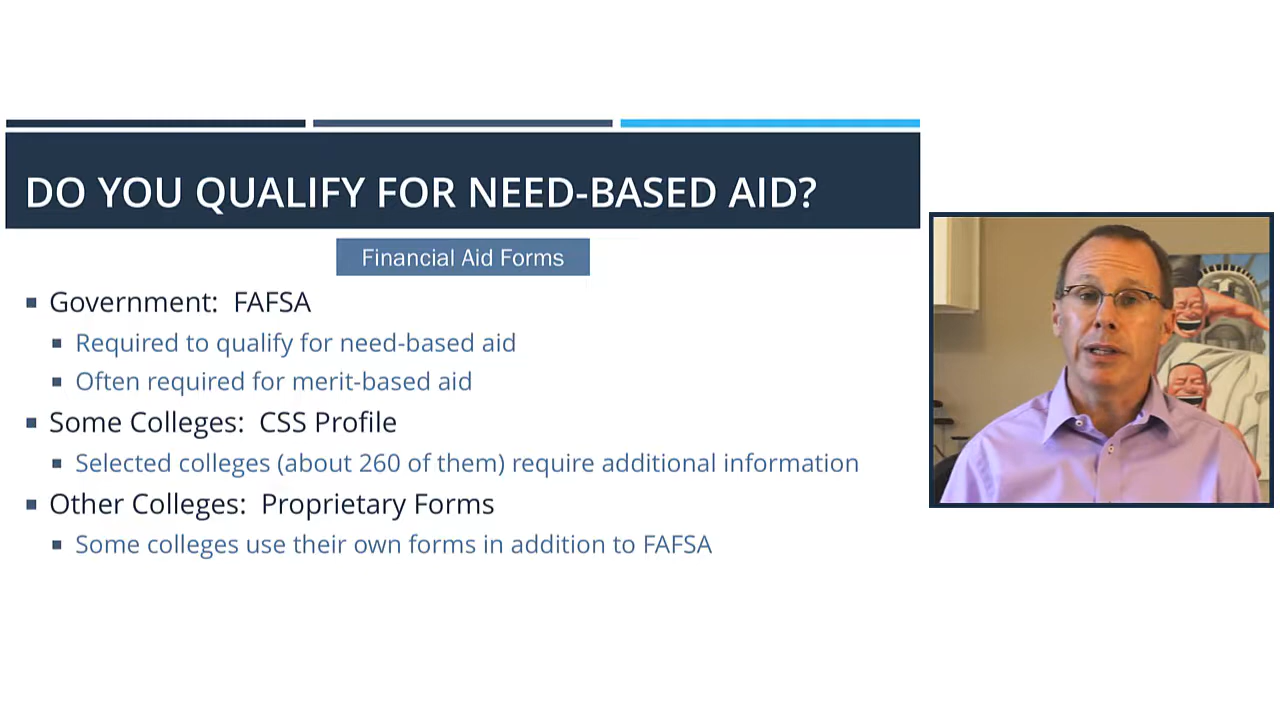 DO YOU QUALIFY FOR NEED-BASED AID?
Financial Aid Forms
Government: FAFSA
Required to qualify for need-based aid
Often required for merit-based aid
Some Colleges: CSS Profile
Selected colleges (about 260 of them) require additional information
Other Colleges: Proprietary Forms
Some colleges use their own forms in addition to FAFSA